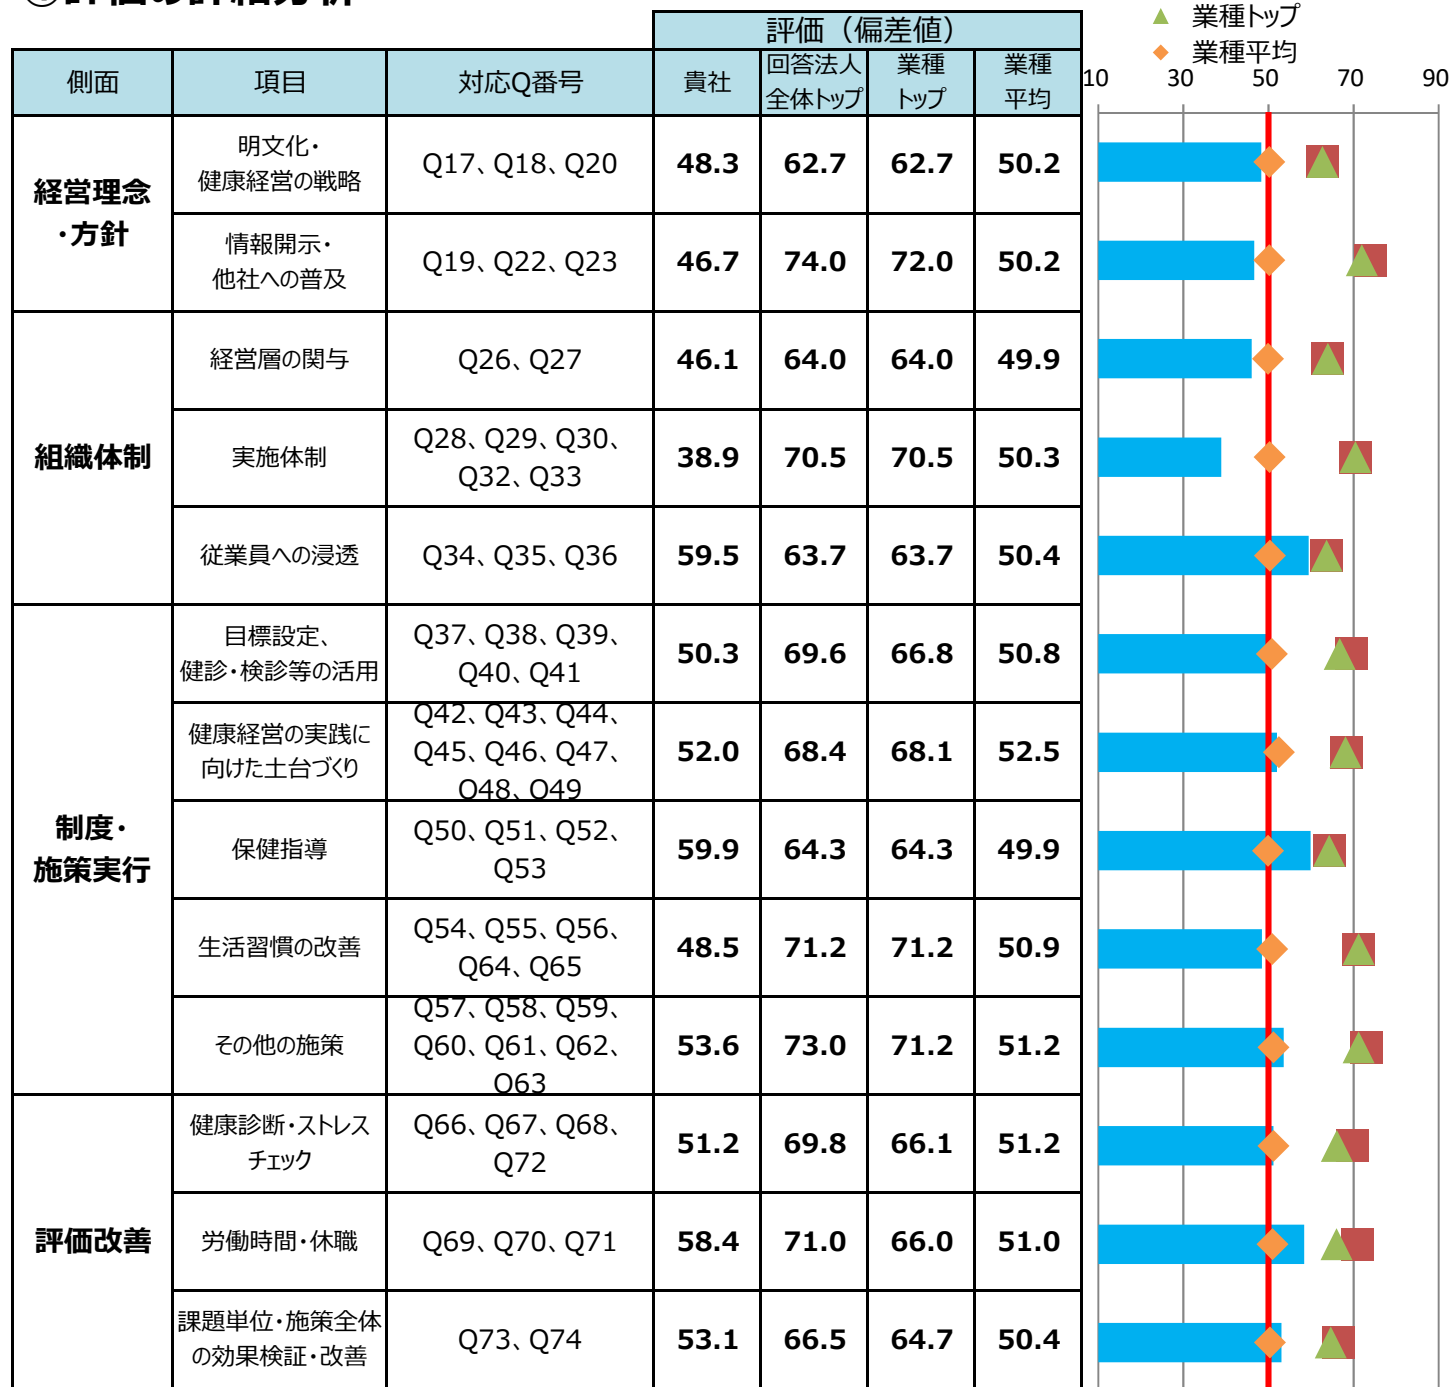 ▲ 業種トップ
◆ 業種平均
評価（偏差値）
側面 項目 対応Q番号 貴社 回答法人 業種 業種
全体トップ トップ 平均
10 30 50 70 90
経営理念
・方針
明文化・
健康経営の戦略
Q17、Q18、Q20 48.3 62.7 62.7 50.2
情報開示・
他社への普及
Q19、Q22、Q23 46.7 74.0 72.0 50.2
組織体制
経営層の関与 Q26、Q27 46.1 64.0 64.0 49.9
実施体制
Q28、Q29、Q30、
Q32、Q33
38.9 70.5 70.5 50.3
従業員への浸透 Q34、Q35、Q36 59.5 63.7 63.7 50.4
制度・
施策実行
目標設定、
健診・検診等の活用
Q37、Q38、Q39、
Q40、Q41
50.3 69.6 66.8 50.8
健康経営の実践に
向けた土台づくり
Q42、Q43、Q44、
Q45、Q46、Q47、
Q48、Q49
52.0 68.4 68.1 52.5
保健指導
Q50、Q51、Q52、
Q53
59.9 64.3 64.3 49.9
生活習慣の改善
Q54、Q55、Q56、
Q64、Q65
48.5 71.2 71.2 50.9
その他の施策
Q57、Q58、Q59、
Q60、Q61、Q62、
Q63
53.6 73.0 71.2 51.2
評価改善
健康診断・ストレス
チェック
Q66、Q67、Q68、
Q72
51.2 69.8 66.1 51.2
労働時間・休職 Q69、Q70、Q71 58.4 71.0 66.0 51.0
課題単位・施策全体
の効果検証・改善
Q73、Q74 53.1 66.5 64.7 50.4